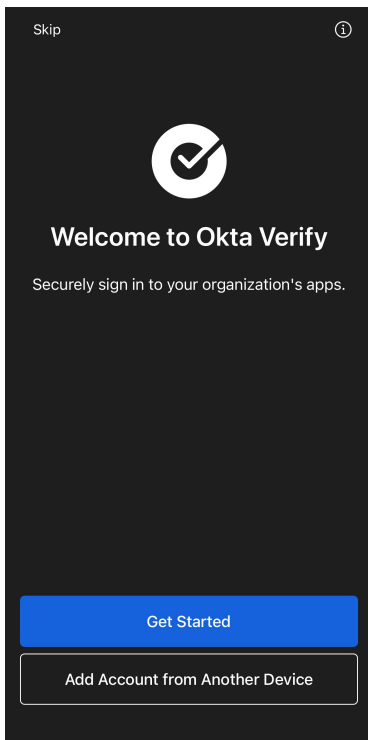 Skip
Welcome to Okta Verify
Securely sign in to your organization's apps.
Get Started
Add Account from Another Device